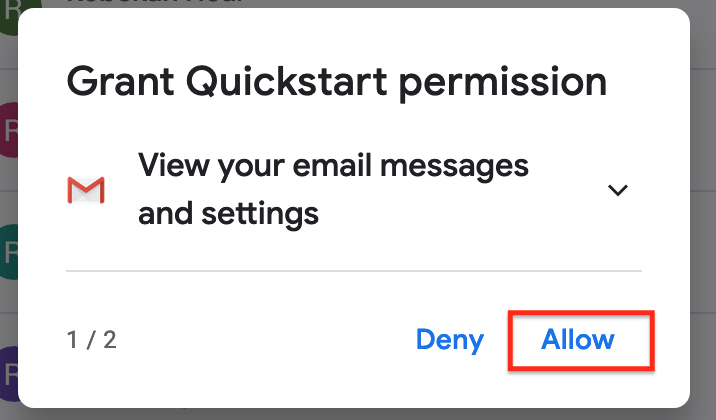 Grant Quickstart permission
View your email messages
and settings
1 / 2
Deny
Allow
R
R
R
R